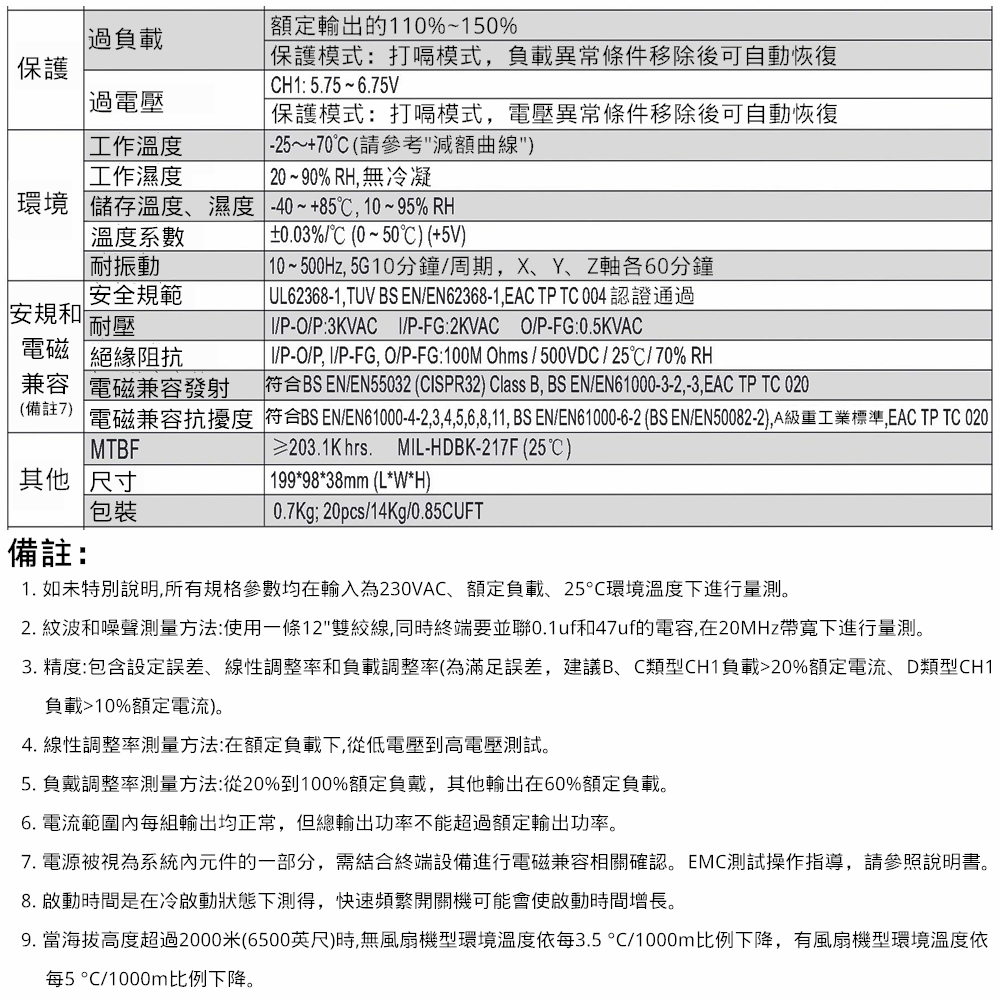 保護
過負載
額定輸出的110%~150%
保護模式：打嗝模式，負載異常條件移除後可自動恢復
過電壓
CH1: 5.75 ~ 6.75V
保護模式：打嗝模式，電壓異常條件移除後可自動恢復
環境
工作溫度
-25～+70℃ (請參考"減額曲線")
工作濕度
20 ~ 90% RH, 無冷凝
儲存溫度、濕度
-40 ~ +85℃, 10 ~ 95% RH
溫度系數
±0.03%/℃ (0 ~ 50℃) (+5V)
耐振動
10 ~ 500Hz, 5G 10分鐘/周期，X、Y、Z軸各60分鐘
安規和
電磁
兼容
(備註7)
安全規範
UL62368-1,TUV BS EN/EN62368-1,EAC TP TC 004 認證通過
耐壓
I/P-O/P:3KVAC I/P-FG:2KVAC O/P-FG:0.5KVAC
絕緣阻抗
I/P-O/P, I/P-FG, O/P-FG:100M Ohms / 500VDC / 25℃/ 70% RH
電磁兼容發射
符合BS EN/EN55032 (CISPR32) Class B, BS EN/EN61000-3-2,-3,EAC TP TC 020
電磁兼容抗擾度
符合BS EN/EN61000-4-2,3,4,5,6,8,11, BS EN/EN61000-6-2 (BS EN/EN50082-2),A級重工業標準,EAC TP TC 020
其他
MTBF
≥203.1K hrs. MIL-HDBK-217F (25℃)
尺寸
199*98*38mm (L*W*H)
包裝
0.7Kg; 20pcs/14Kg/0.85CUFT
備註：
1. 如未特別說明,所有規格參數均在輸入為230VAC、額定負載、25°C環境溫度下進行量測。
2. 紋波和噪聲測量方法:使用一條12"雙絞線,同時終端要並聯0.1uf和47uf的電容,在20MHz帶寬下進行量測。
3. 精度:包含設定誤差、線性調整率和負載調整率(為滿足誤差，建議B、C類型CH1負載>20%額定電流、D類型CH1
負載>10%額定電流)。
4. 線性調整率測量方法:在額定負載下,從低電壓到高電壓測試。
5. 負戴調整率測量方法:從20%到100%額定負戴，其他輸出在60%額定負載。
6. 電流範圍內每組輸出均正常，但總輸出功率不能超過額定輸出功率。
7. 電源被視為系統內元件的一部分，需結合終端設備進行電磁兼容相關確認。EMC測試操作指導，請參照說明書。
8. 啟動時間是在冷啟動狀態下測得，快速頻繁開關機可能會使啟動時間增長。
9. 當海拔高度超過2000米(6500英尺)時,無風扇機型環境溫度依每3.5 °C/1000m比例下降，有風扇機型環境溫度依
每5 °C/1000m比例下降。